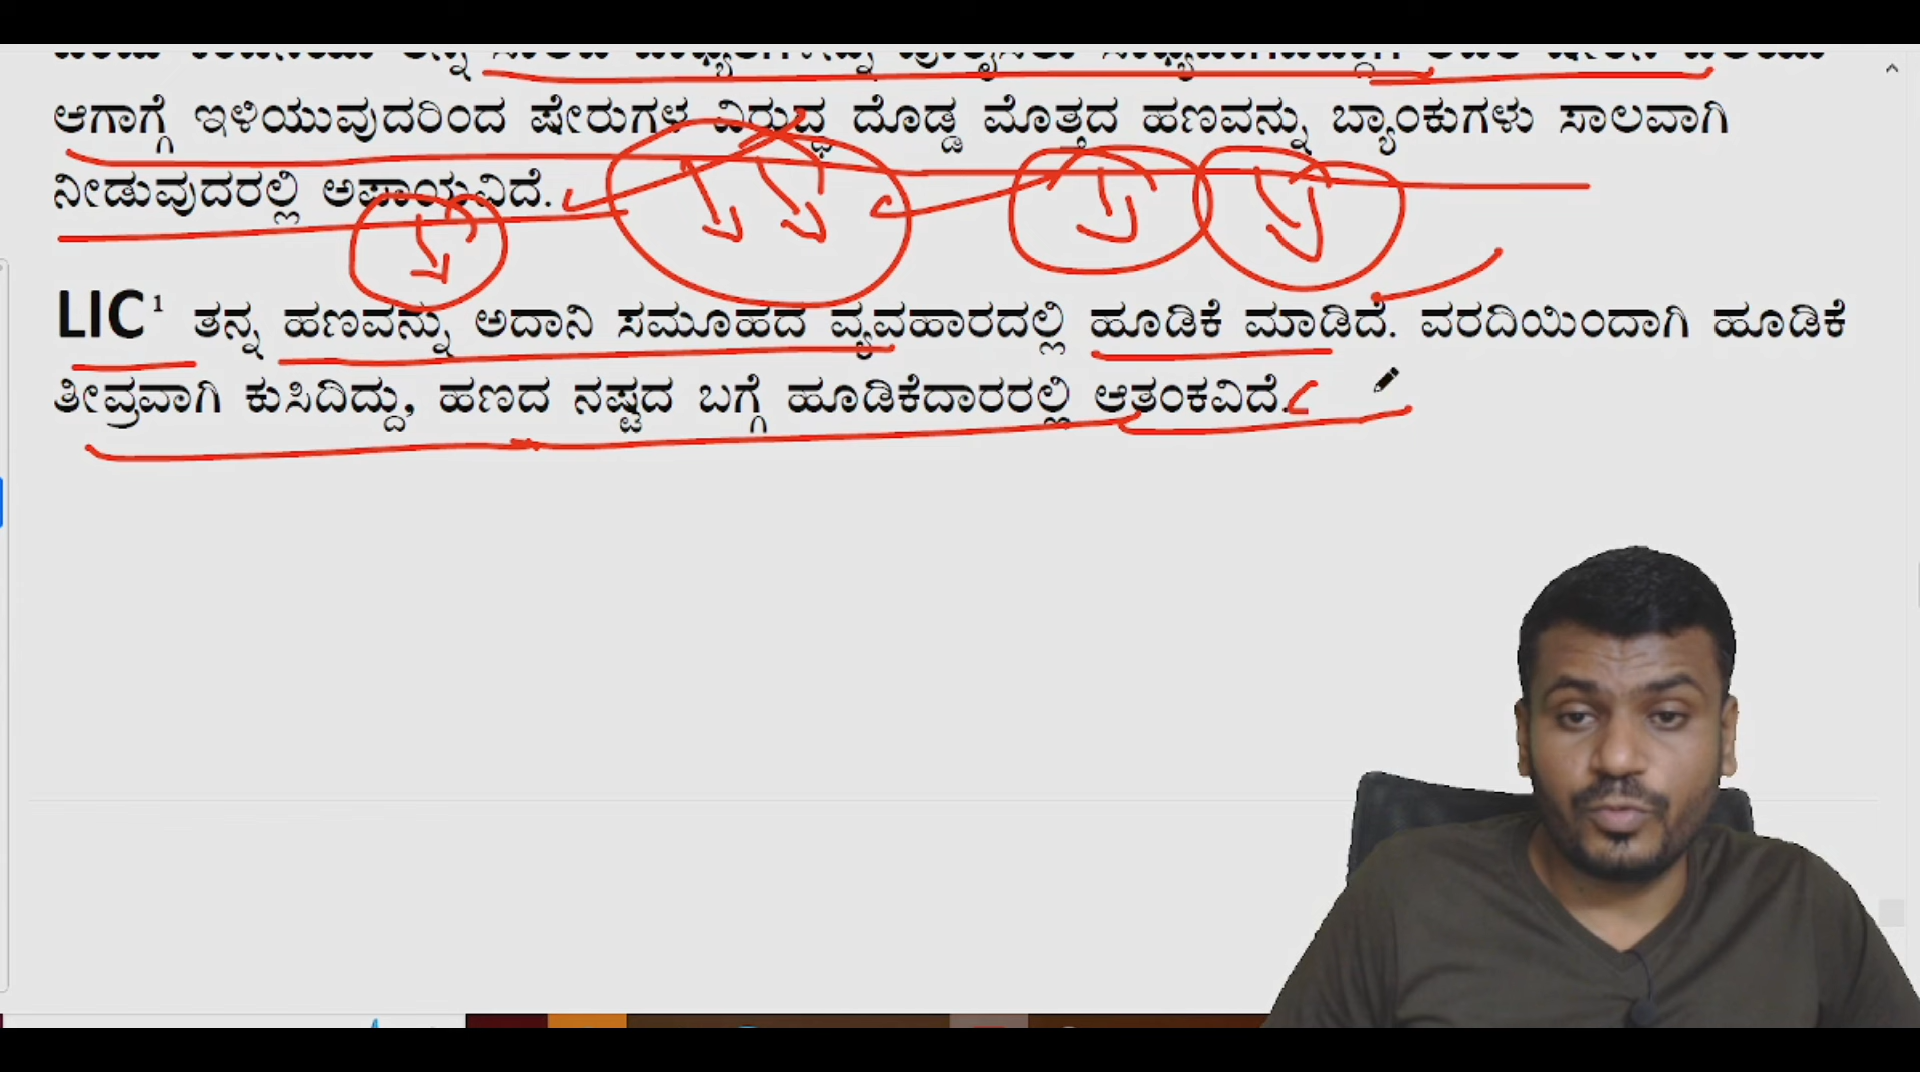 ಆಗಾಗ್ಗೆ ಇಳಿಯುವುದರಿಂದ ಷೇರುಗಳ ವಿರುದ್ಧ ದೊಡ್ಡ ಮೊತ್ತದ ಹಣವನ್ನು ಬ್ಯಾಂಕುಗಳು ಸಾಲವಾಗಿ
ನೀಡುವುದರಲ್ಲಿ ಅಪಾಯವಿದೆ.
LIC¹ ತನ್ನ ಹಣವನ್ನು ಅದಾನಿ ಸಮೂಹದ ವ್ಯವಹಾರದಲ್ಲಿ ಹೂಡಿಕೆ ಮಾಡಿದೆ. ವರದಿಯಿಂದಾಗಿ ಹೂಡಿಕೆ
ತೀವ್ರವಾಗಿ ಕುಸಿದಿದ್ದು, ಹಣದ ನಷ್ಟದ ಬಗ್ಗೆ ಹೂಡಿಕೆದಾರರಲ್ಲಿ ಆತಂಕವಿದೆ.